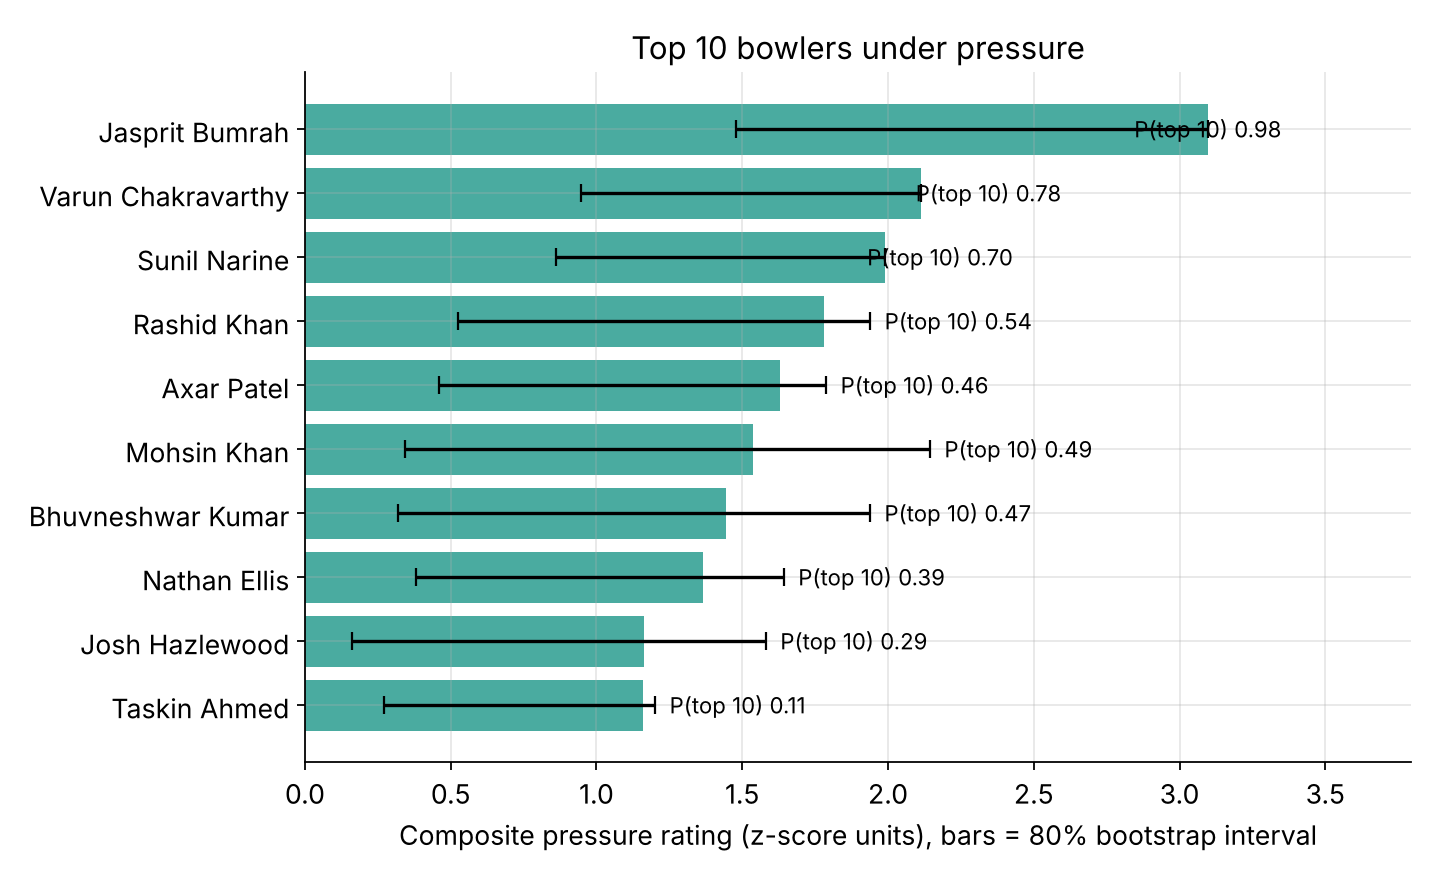 Top 10 bowlers under pressure
Jasprit Bumrah P(top 10) 0.98
Varun Chakravarthy P(top 10) 0.78
Sunil Narine P(top 10) 0.70
Rashid Khan P(top 10) 0.54
Axar Patel P(top 10) 0.46
Mohsin Khan P(top 10) 0.49
Bhuvneshwar Kumar P(top 10) 0.47
Nathan Ellis P(top 10) 0.39
Josh Hazlewood P(top 10) 0.29
Taskin Ahmed P(top 10) 0.11
0.0 0.5 1.0 1.5 2.0 2.5 3.0 3.5
Composite pressure rating (z-score units), bars = 80% bootstrap interval